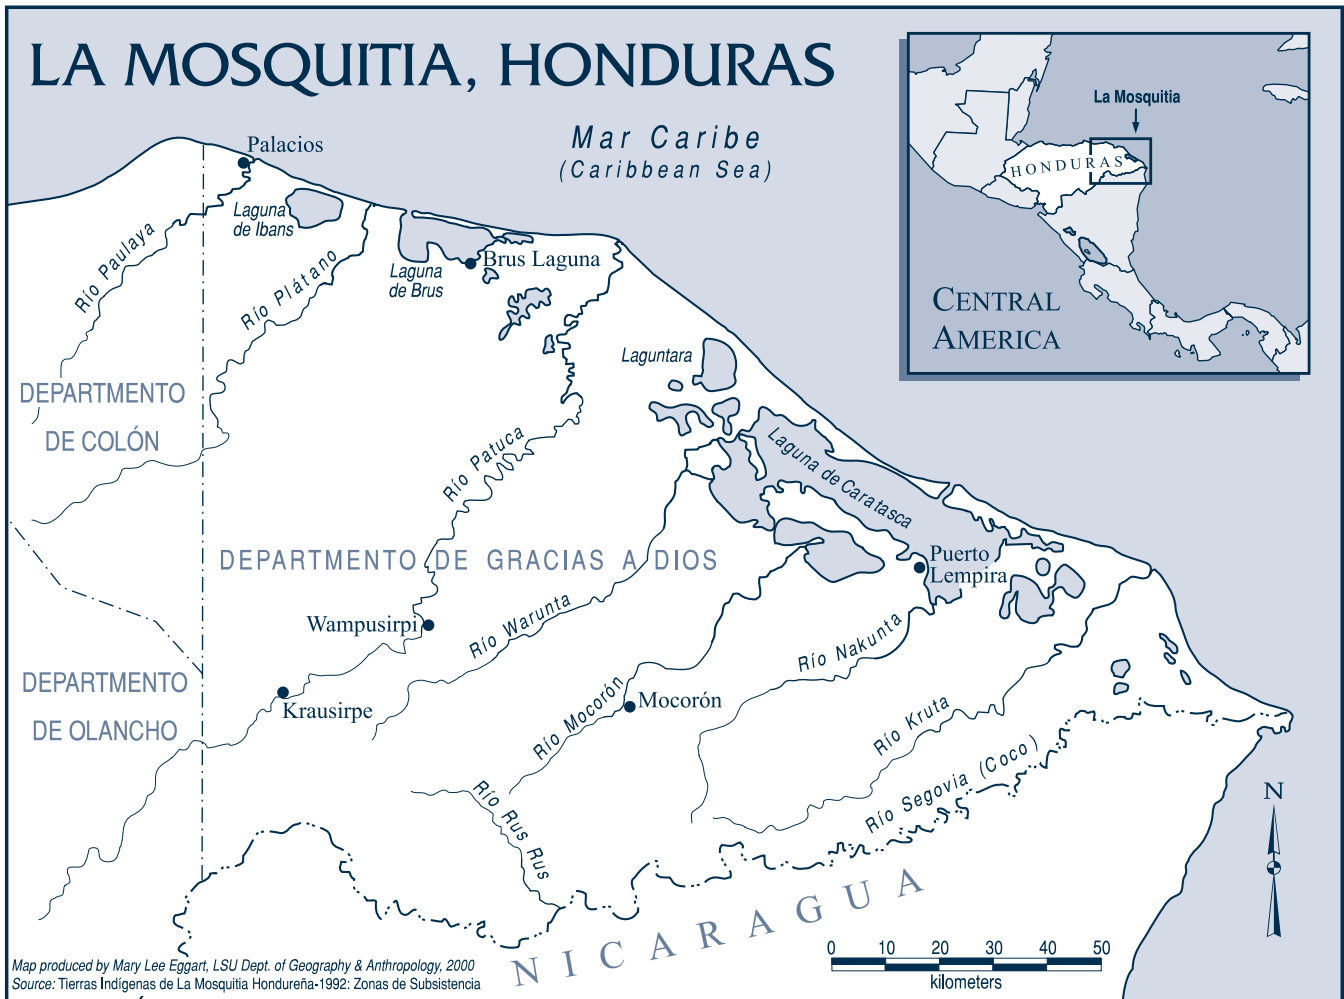 LA MOSQUITIA, HONDURAS
Mar Caribe
(Caribbean Sea)
La Mosquitia
HONDURAS
CENTRAL
AMERICA
Palacios
Laguna
de Ibans
Río Paulaya
Río Plátano
Laguna
de Brus
Brus Laguna
Laguntara
DEPARTMENTO
DE COLÓN
Río Patuca
Laguna de Caratasca
DEPARTMENTO DE GRACIAS A DIOS
Puerto
Lempira
Wampusirpi
Río Warunta
Río Nakunta
DEPARTMENTO
DE OLANCHO
Krausirpe
Río Mocorón
Mocorón
Río Kruta
Río Segovia (Coco)
Río Rus Rus
NICARAGUA
N
0 10 20 30 40 50
kilometers
Map produced by Mary Lee Eggart, LSU Dept. of Geography & Anthropology, 2000
Source: Tierras Indígenas de La Mosquitia Hondureña-1992: Zonas de Subsistencia